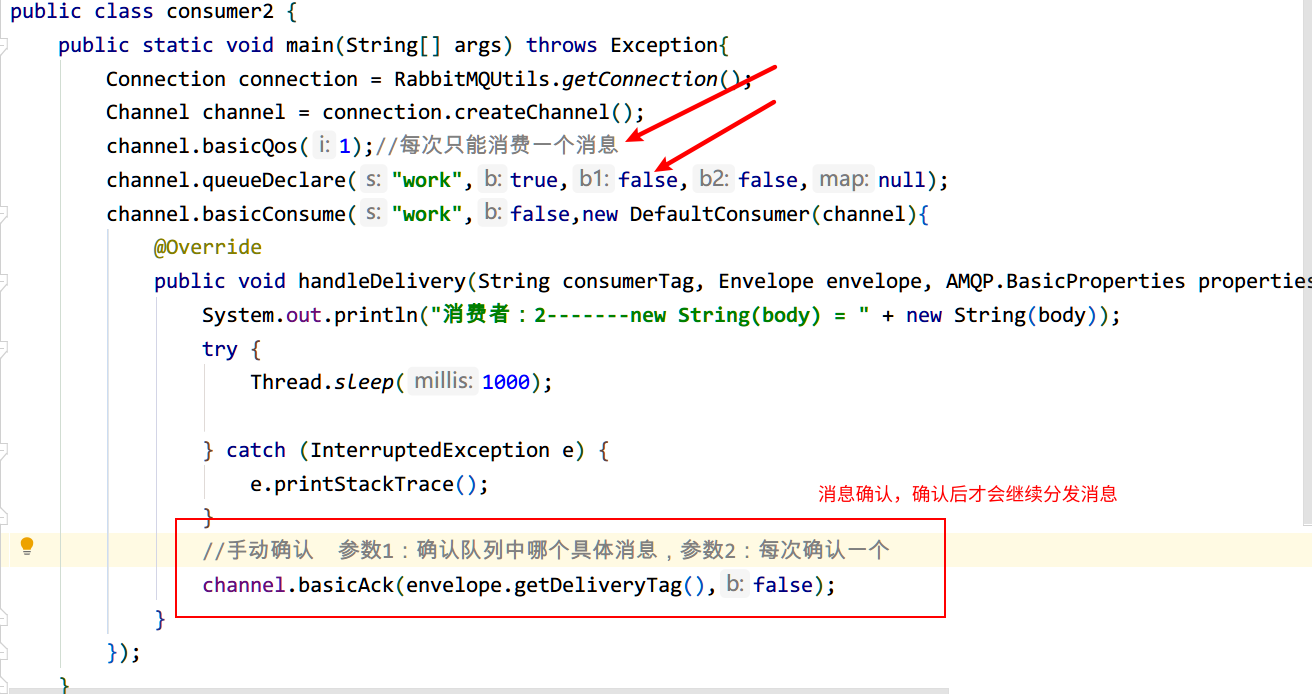 public class consumer2 {
public static void main(String[] args) throws Exception{
Connection connection = RabbitMQUtils.getConnection();
Channel channel = connection.createChannel();
channel.basicQos( i: 1);//每次只能消费一个消息
channel.queueDeclare( s: "work", b: true, b1: false, b2: false, map: null);
channel.basicConsume( s: "work", b: false,new DefaultConsumer(channel){
@Override
public void handleDelivery(String consumerTag, Envelope envelope, AMQP.BasicProperties properties
System.out.println("消费者：2-------new String(body) = " + new String(body));
try {
Thread.sleep( millis: 1000);
} catch (InterruptedException e) {
e.printStackTrace();
消息确认，确认后才会继续分发消息
}
//手动确认  参数1：确认队列中哪个具体消息，参数2：每次确认一个
channel.basicAck(envelope.getDeliveryTag(), b: false);
}
});
}